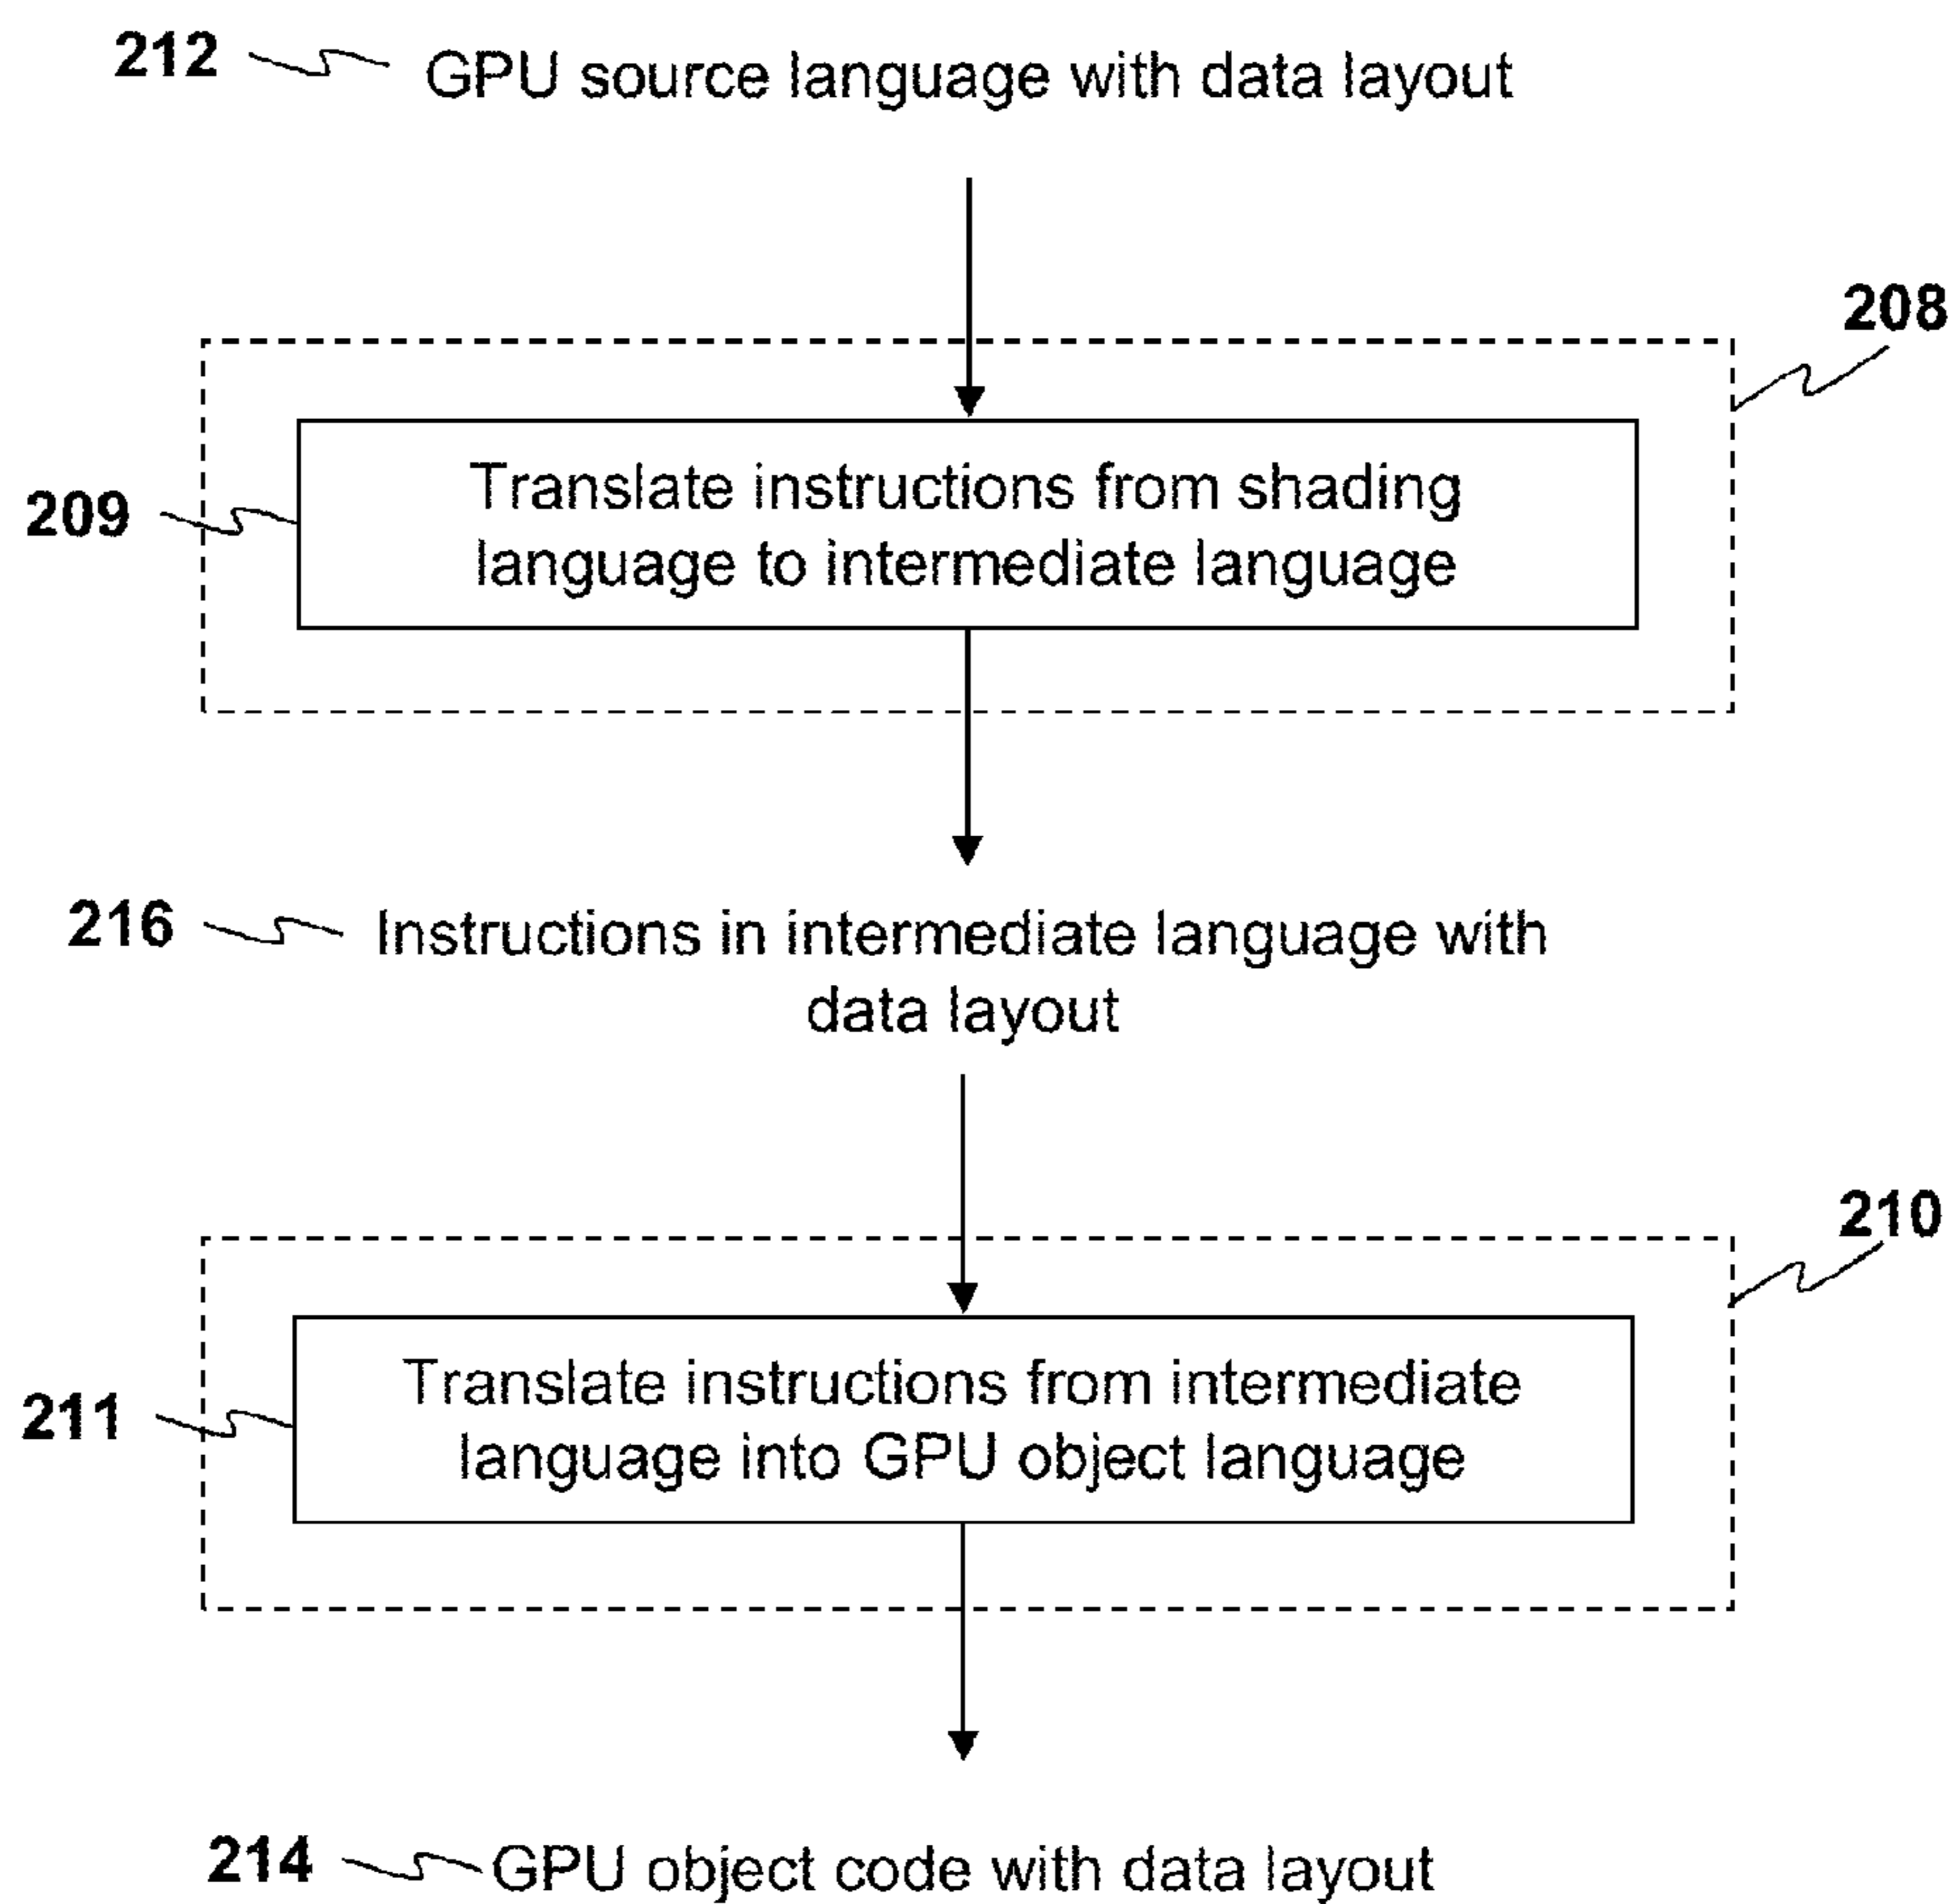 212 GPU source language with data layout
208
Translate instructions from shading
209
language to intermediate language
216 Instructions in intermediate language with
data layout
210
Translate instructions from intermediate
211
language into GPU object language
214 GPU object code with data layout